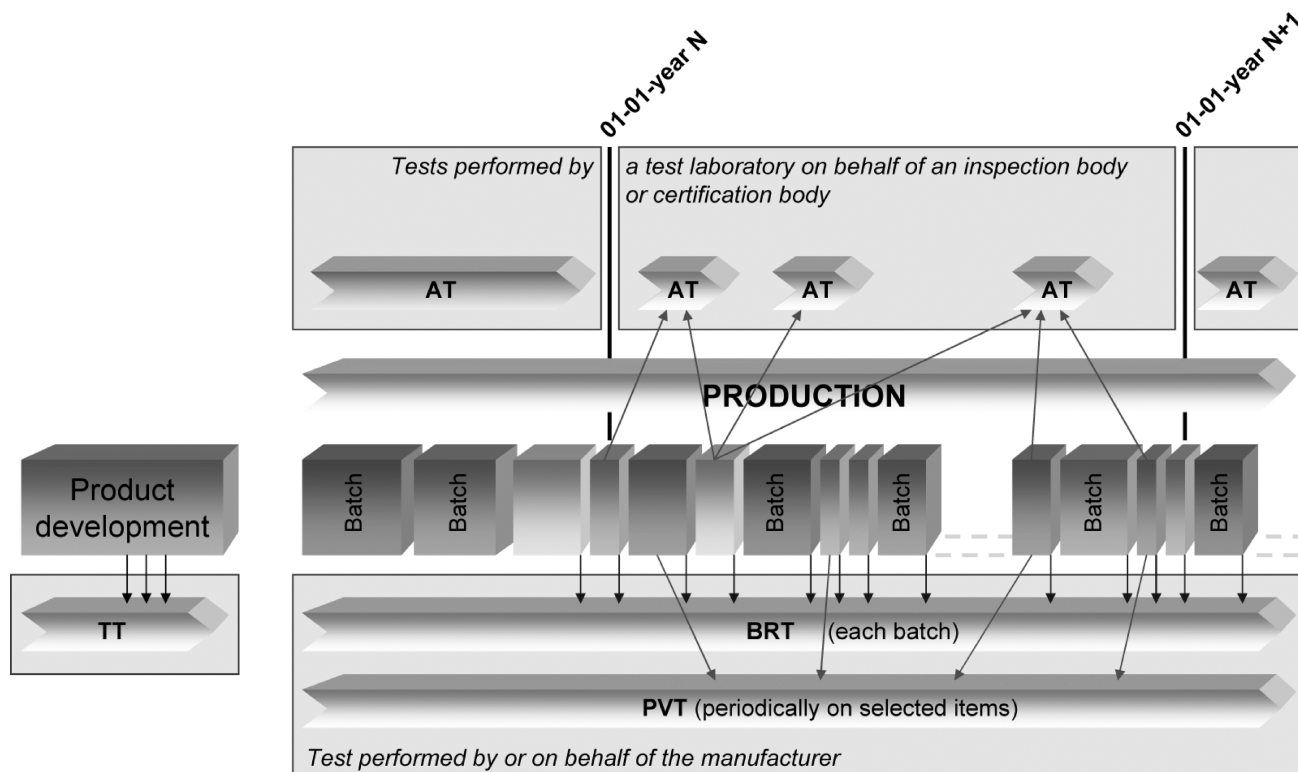 01-01-year N
01-01-year N+1
Tests performed by
a test laboratory on behalf of an inspection body
or certification body
AT
AT
AT
AT
AT
PRODUCTION
Product
development
Batch
Batch
Batch
Batch
Batch
Batch
TT
BRT (each batch)
PVT (periodically on selected items)
Test performed by or on behalf of the manufacturer